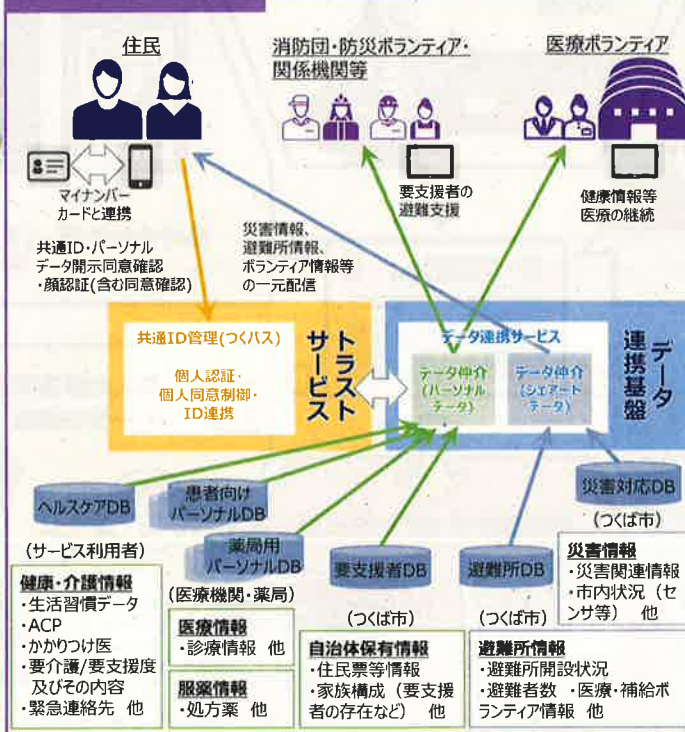 住民
消防団・防災ボランティア・
関係機関等
医療ボランティア
マイナンバー
カードと連携
要支援者の
避難支援
健康情報等
医療の継続
共通ID・パーソナル
データ開示同意確認
・顔認証(含む同意確認)
災害情報、
避難所情報、
ボランティア情報等
の一元配信
共通ID管理(つくパス)
個人認証・
個人同意制御・
ID連携
トラスト
サービス
データ連携サービス
データ仲介
(パーソナル
データ)
データ仲介
(シェアード
データ)
データ
連携基盤
ヘルスケアDB
(サービス利用者)
健康・介護情報
・生活習慣データ
・ACP
・かかりつけ医
・要介護/要支援度
及びその内容
・緊急連絡先 他
患者向け
パーソナルDB
薬局用
パーソナルDB
(医療機関・薬局)
医療情報
・診療情報 他
服薬情報
・処方薬 他
要支援者DB
(つくば市)
自治体保有情報
・住民票等情報
・家族構成（要支援
者の存在など） 他
避難所DB
(つくば市)
避難所情報
・避難所開設状況
・避難者数 ・医療・補給ボ
ランティア情報 他
災害対応DB
(つくば市)
災害情報
・災害関連情報
・市内状況（セ
ンサ等） 他